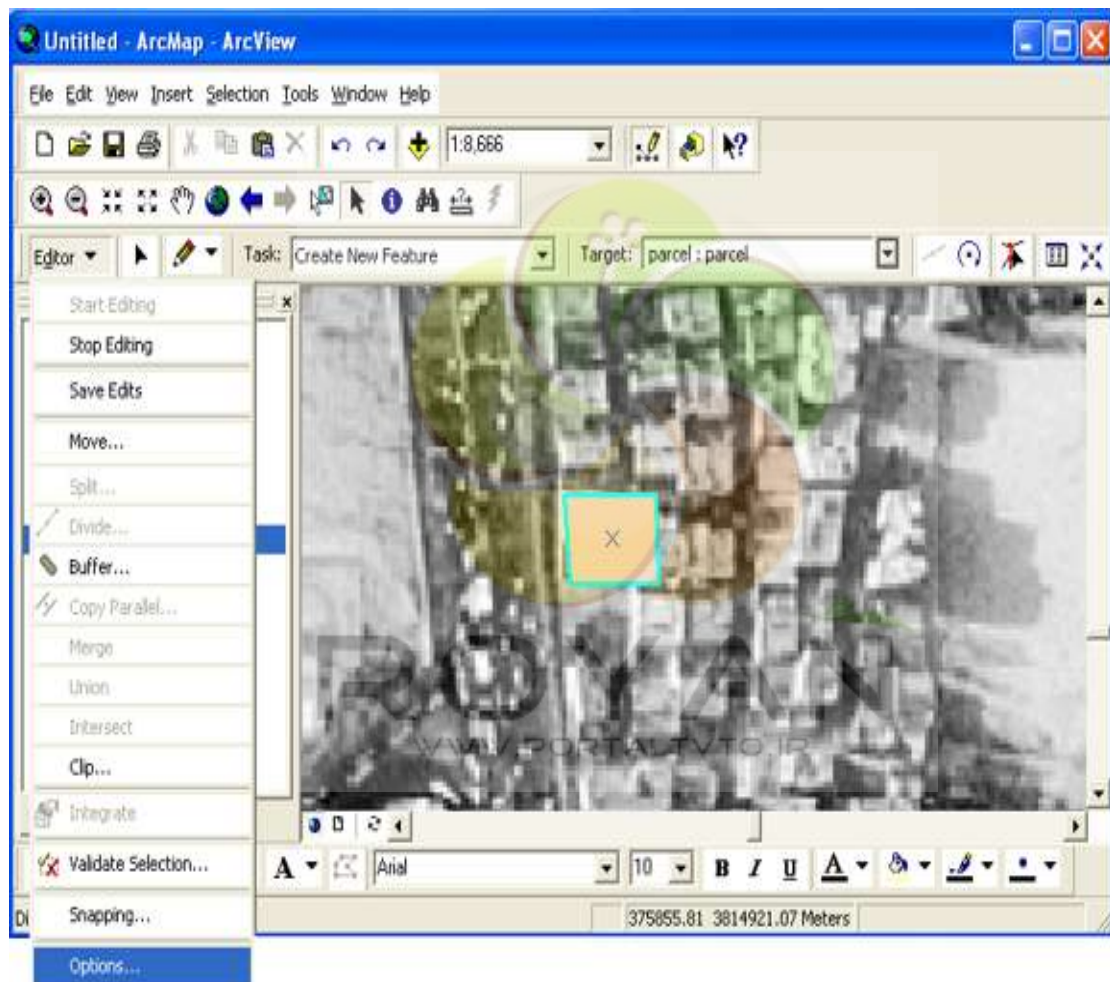 Untitled - ArcMap - ArcView
File Edit View Insert Selection Tools Window Help
1:8,666
Editor Task: Create New Feature Target: parcel : parcel
Start Editing
Stop Editing
Save Edits
Move...
Split...
Divide...
Buffer...
Copy Parallel...
Merge
Union
Intersect
Clip...
Integrate
Validate Selection...
Snapping...
Options...
ROYAN
WWW.PORTALTVTO.IR
A Arial 10 B I U A
Di 375855.81 3814921.07 Meters